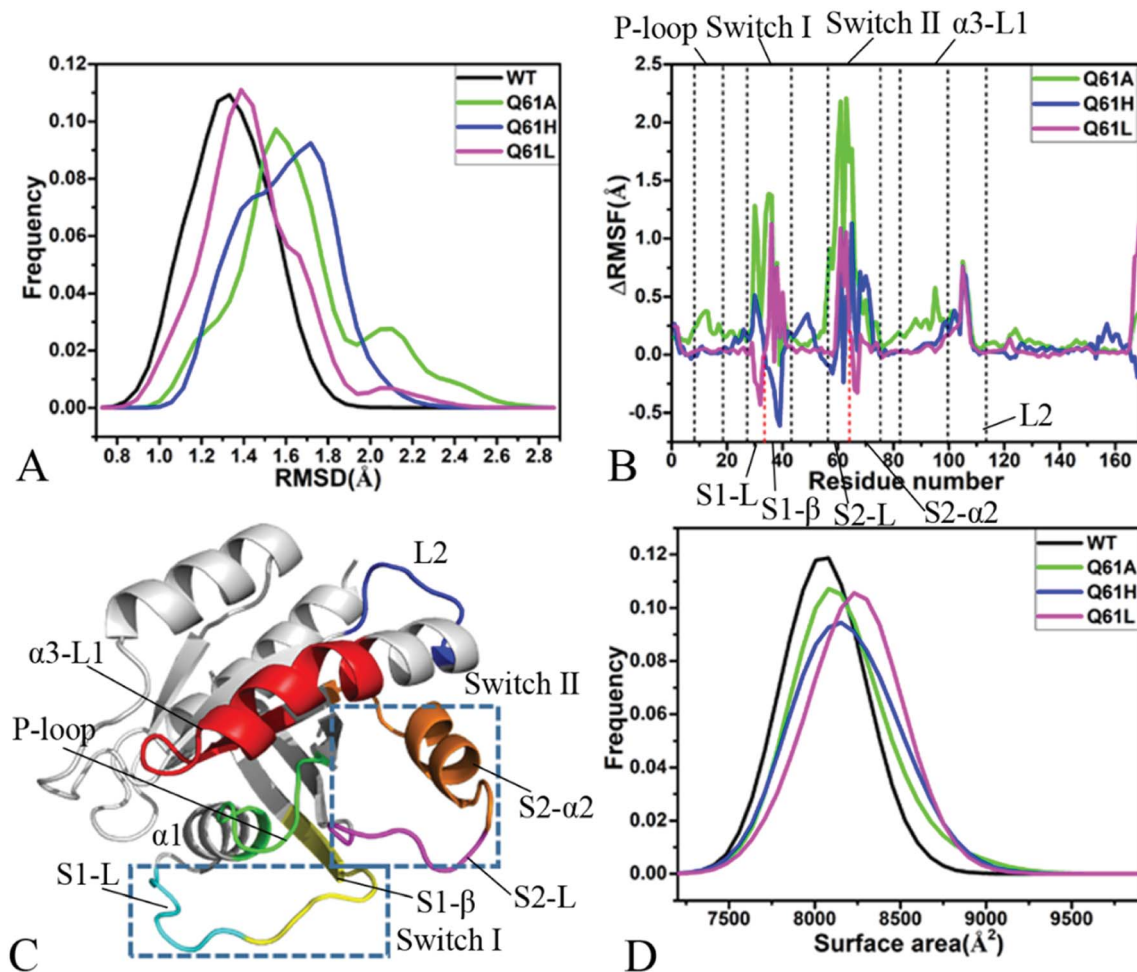 P-loop Switch I Switch II α3-L1
0.12
0.10
0.08
0.06
0.04
0.02
0.00
Frequency
WT
Q61A
Q61H
Q61L
0.8 1.0 1.2 1.4 1.6 1.8 2.0 2.2 2.4 2.6 2.8
RMSD(Å)
A
2.5
2.0
1.5
1.0
0.5
0.0
-0.5
ΔRMSF(Å)
Q61A
Q61H
Q61L
L2
0 20 40 60 80 100 120 140 160
Residue number
B
S1-L S1-β S2-L S2-α2
L2
α3-L1
Switch II
P-loop
S2-α2
α1
S1-L
S1-β
S2-L
Switch I
C
0.12
0.10
0.08
0.06
0.04
0.02
0.00
Frequency
WT
Q61A
Q61H
Q61L
7500 8000 8500 9000 9500
Surface area(Å²)
D